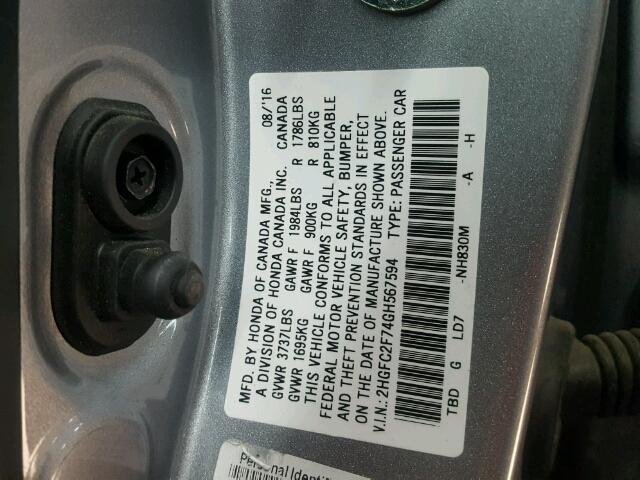 MFD. BY HONDA OF CANADA MFG., 08/'16
A DIVISION OF HONDA CANADA INC. CANADA
GVWR 3737LBS GAWR F 1984LBS R 1786LBS
GVWR 1695KG GAWR F 900KG R 810KG
THIS VEHICLE CONFORMS TO ALL APPLICABLE
FEDERAL MOTOR VEHICLE SAFETY, BUMPER,
AND THEFT PREVENTION STANDARDS IN EFFECT
ON THE DATE OF MANUFACTURE SHOWN ABOVE.
V.I.N.: 2HGFC2F74GH567594 TYPE: PASSENGER CAR
TBD G LD7 -NH830M -A -H
Personal